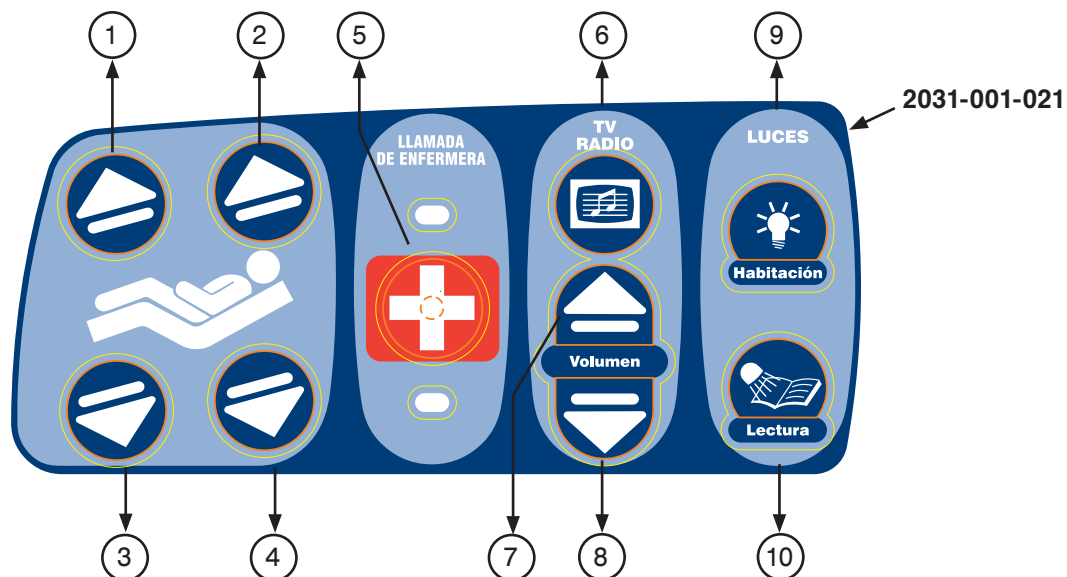 1
2
5
6
9
2031-001-021
LLAMADA
DE ENFERMERA
TV
RADIO
LUCES
Habitación
Volumen
Lectura
3
4
7
8
10